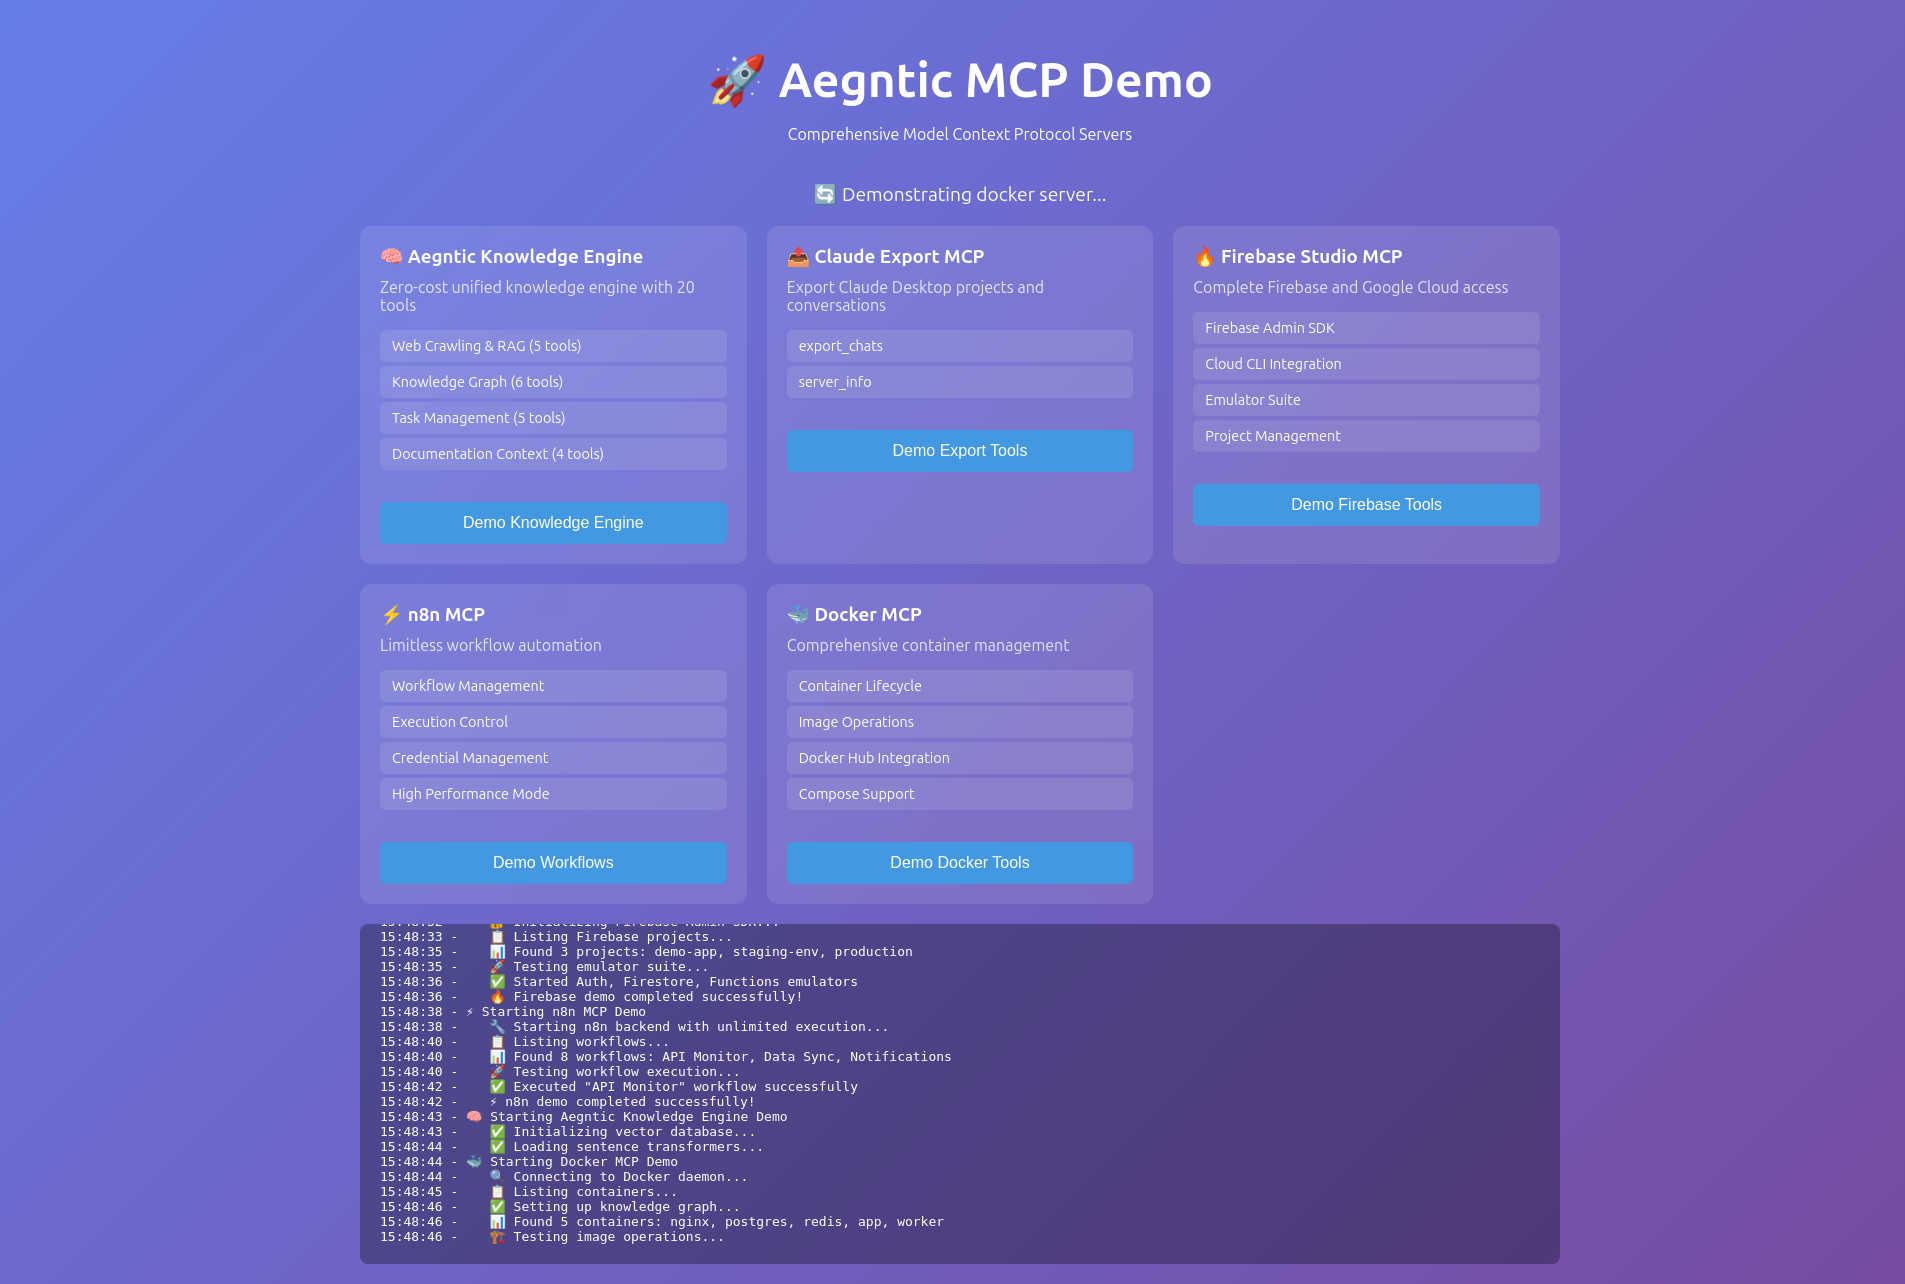 🚀 Aegntic MCP Demo
Comprehensive Model Context Protocol Servers
🔄 Demonstrating docker server...
🧠 Aegntic Knowledge Engine
Zero-cost unified knowledge engine with 20
tools
Web Crawling & RAG (5 tools)
Knowledge Graph (6 tools)
Task Management (5 tools)
Documentation Context (4 tools)
Demo Knowledge Engine
📤 Claude Export MCP
Export Claude Desktop projects and
conversations
export_chats
server_info
Demo Export Tools
🔥 Firebase Studio MCP
Complete Firebase and Google Cloud access
Firebase Admin SDK
Cloud CLI Integration
Emulator Suite
Project Management
Demo Firebase Tools
⚡ n8n MCP
Limitless workflow automation
Workflow Management
Execution Control
Credential Management
High Performance Mode
Demo Workflows
🐳 Docker MCP
Comprehensive container management
Container Lifecycle
Image Operations
Docker Hub Integration
Compose Support
Demo Docker Tools
15:48:32 - 🔐 Initializing Firebase Admin SDK...
15:48:33 - 📋 Listing Firebase projects...
15:48:35 - 📊 Found 3 projects: demo-app, staging-env, production
15:48:35 - 🚀 Testing emulator suite...
15:48:36 - ✅ Started Auth, Firestore, Functions emulators
15:48:36 - 🔥 Firebase demo completed successfully!
15:48:38 - ⚡ Starting n8n MCP Demo
15:48:38 - 🔧 Starting n8n backend with unlimited execution...
15:48:40 - 📋 Listing workflows...
15:48:40 - 📊 Found 8 workflows: API Monitor, Data Sync, Notifications
15:48:40 - 🚀 Testing workflow execution...
15:48:42 - ✅ Executed "API Monitor" workflow successfully
15:48:42 - ⚡ n8n demo completed successfully!
15:48:43 - 🧠 Starting Aegntic Knowledge Engine Demo
15:48:43 - ✅ Initializing vector database...
15:48:44 - ✅ Loading sentence transformers...
15:48:44 - 🐳 Starting Docker MCP Demo
15:48:44 - 🔍 Connecting to Docker daemon...
15:48:45 - 📋 Listing containers...
15:48:46 - ✅ Setting up knowledge graph...
15:48:46 - 📊 Found 5 containers: nginx, postgres, redis, app, worker
15:48:46 - 🏗️ Testing image operations...